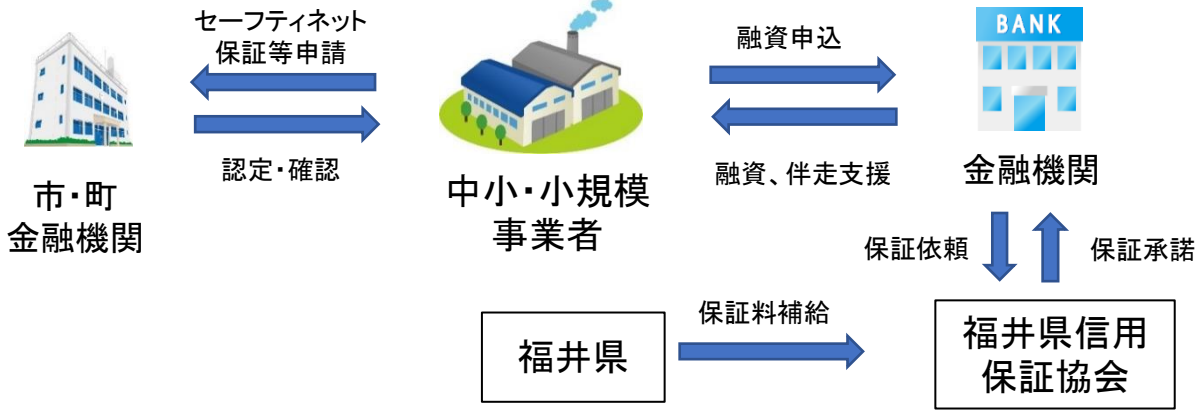 セーフティネット
保証等申請
認定・確認
市・町
金融機関
中小・小規模
事業者
融資申込
融資、伴走支援
BANK
金融機関
保証依頼
保証承諾
福井県
保証料補給
福井県信用
保証協会